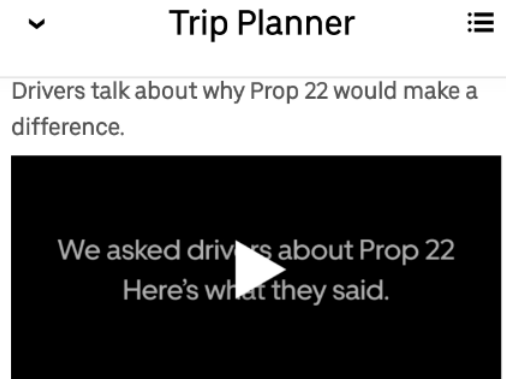 Trip Planner
Drivers talk about why Prop 22 would make a
difference.
We asked drivers about Prop 22
Here's what they said.